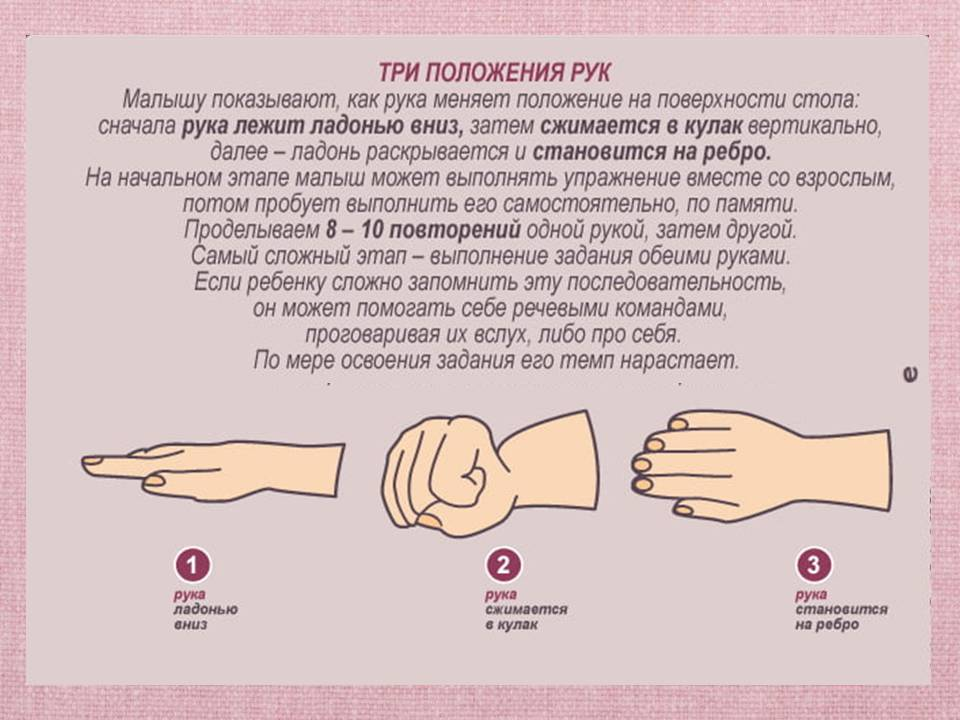 ТРИ ПОЛОЖЕНИЯ РУК
Малышу показывают, как рука меняет положение на поверхности стола:
сначала рука лежит ладонью вниз, затем сжимается в кулак вертикально,
далее – ладонь раскрывается и становится на ребро.
На начальном этапе малыш может выполнять упражнение вместе со взрослым,
потом пробует выполнить его самостоятельно, по памяти.
Проделываем 8 – 10 повторений одной рукой, затем другой.
Самый сложный этап – выполнение задания обеими руками.
Если ребенку сложно запомнить эту последовательность,
он может помогать себе речевыми командами,
проговаривая их вслух, либо про себя.
По мере освоения задания его темп нарастает.
е
1
рука
ладонью
вниз
2
рука
сжимается
в кулак
3
рука
становится
на ребро